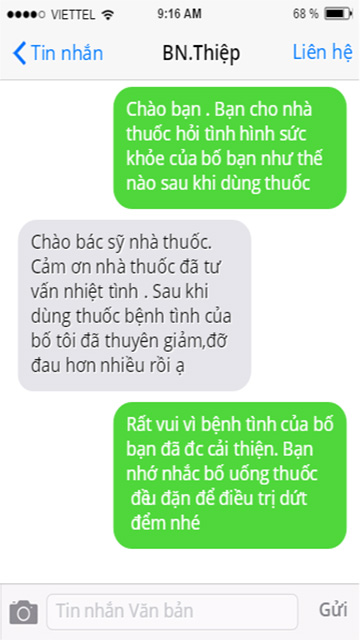 VIETTEL 9:16 AM 68 %
Tin nhắn BN.Thiệp Liên hệ
Chào bạn . Bạn cho nhà
thuốc hỏi tình hình sức
khỏe của bố bạn như thế
nào sau khi dùng thuốc
Chào bác sỹ nhà thuốc.
Cảm ơn nhà thuốc đã tư
vấn nhiệt tình . Sau khi
dùng thuốc bệnh tình của
bố tôi đã thuyên giảm,đỡ
đau hơn nhiều rồi ạ
Rất vui vì bệnh tình của bố
bạn đã đc cải thiện. Bạn
nhớ nhắc bố uống thuốc
đều đặn để điều trị dứt
đểm nhé
Tin nhắn Văn bản Gửi